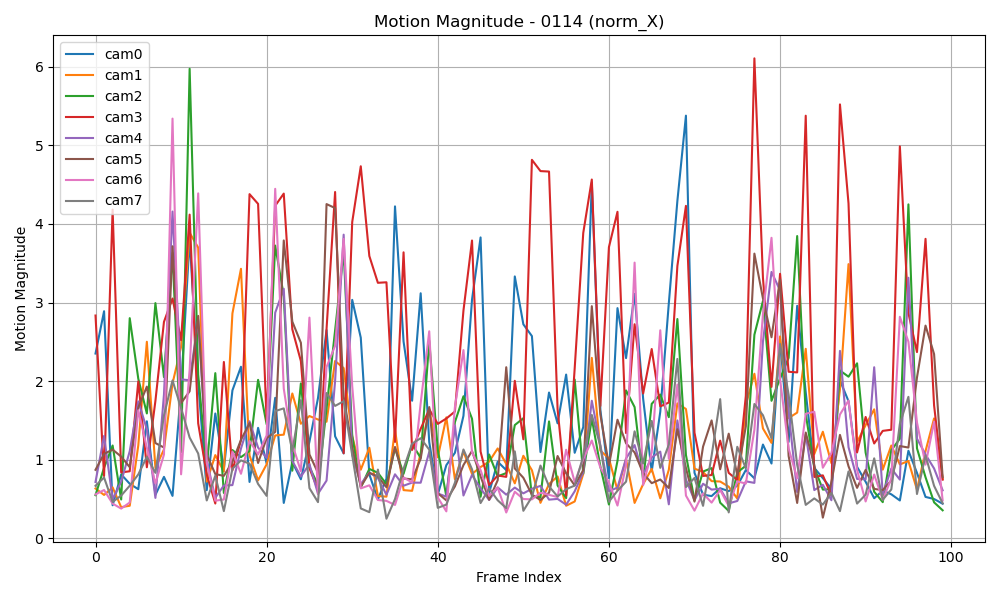 Motion Magnitude - 0114 (norm_X)
cam0
cam1
cam2
cam3
cam4
cam5
cam6
cam7
Motion Magnitude
6
5
4
3
2
1
0
0 20 40 60 80 100
Frame Index